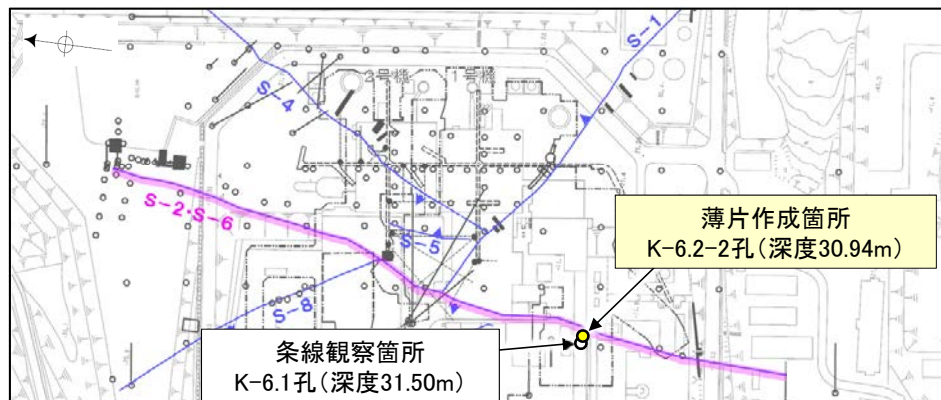 S-1
2号機
1号機
S-4
S-2・S-6
S-5
S-8
薄片作成箇所
K-6.2-2孔(深度30.94m)
条線観察箇所
K-6.1孔(深度31.50m)